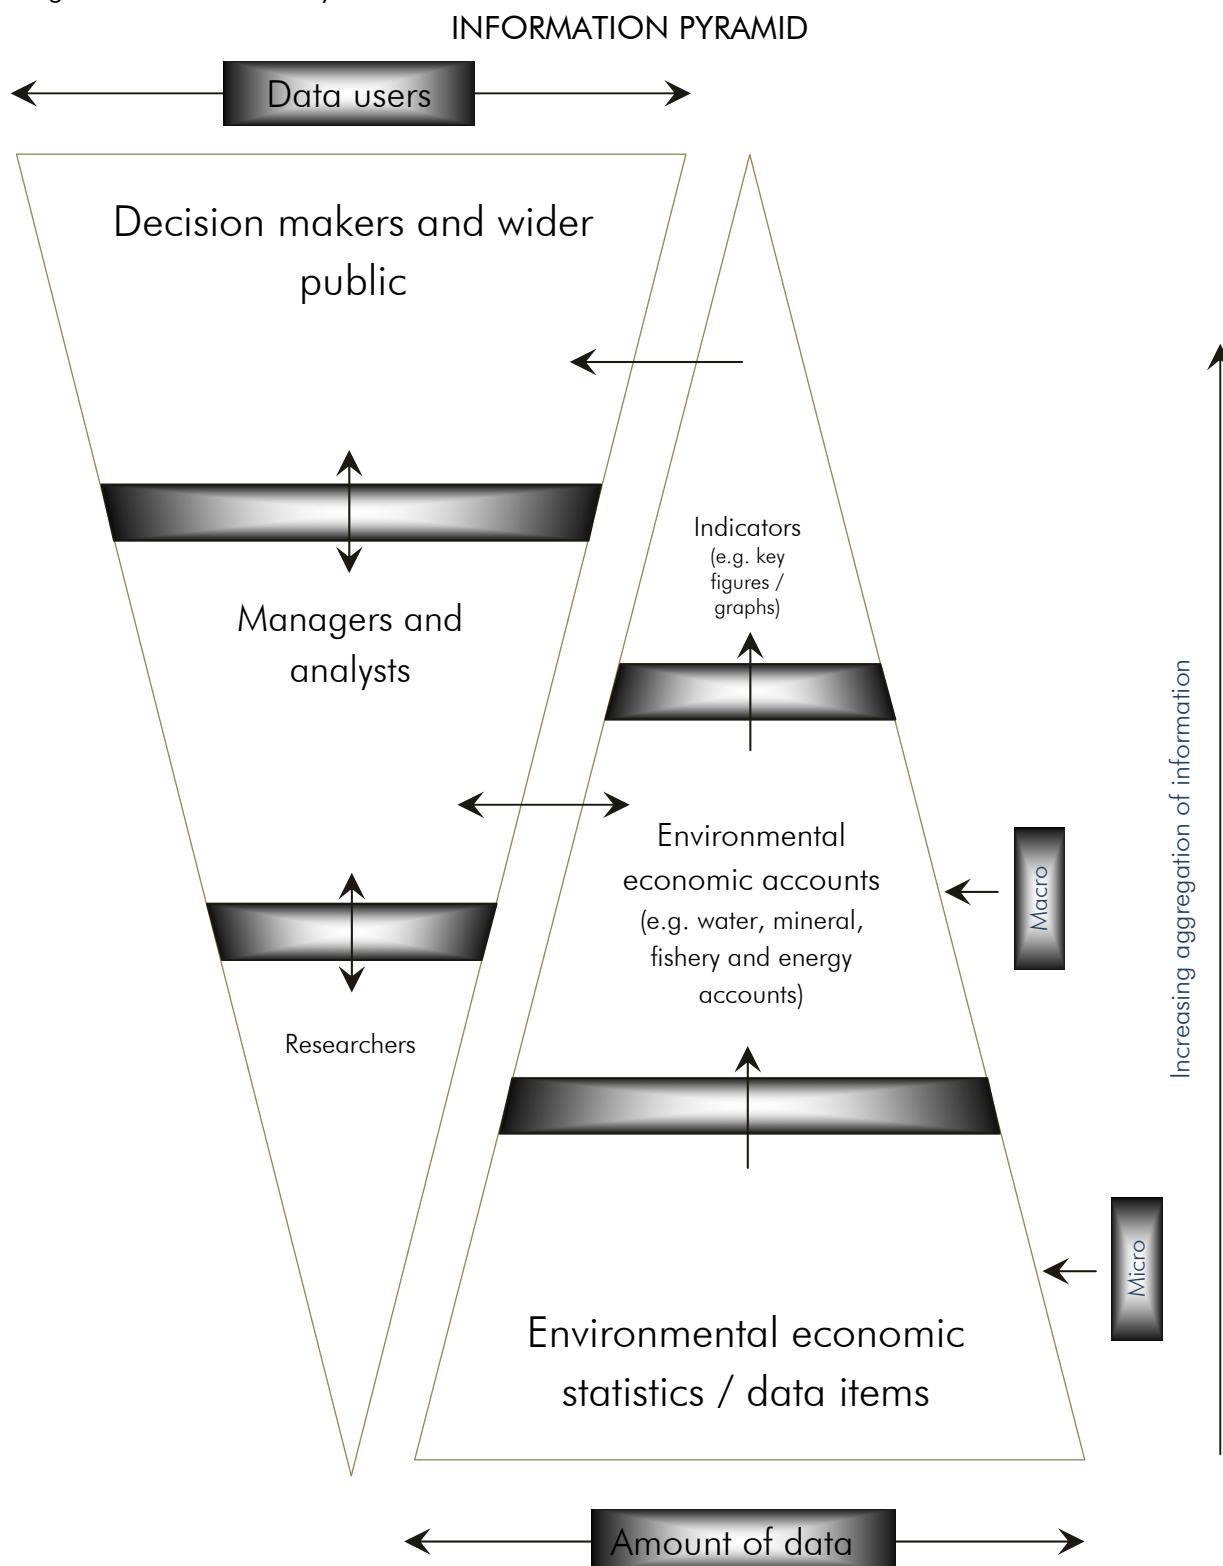 INFORMATION PYRAMID
Data users
Decision makers and wider
public
Managers and
analysts
Researchers
Indicators
(e.g. key
figures /
graphs)
Environmental
economic accounts
(e.g. water, mineral,
fishery and energy
accounts)
Environmental economic
statistics / data items
Macro
Micro
Increasing aggregation of information
Amount of data